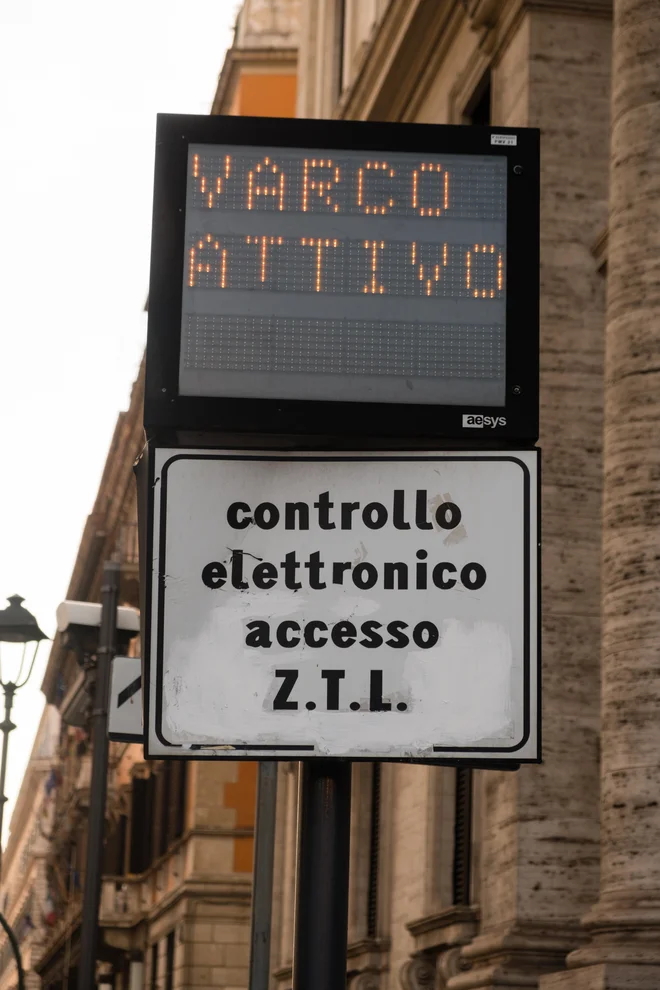 VARCO
ATTIVO
aesys
controllo
elettronico
accesso
Z.T.L.